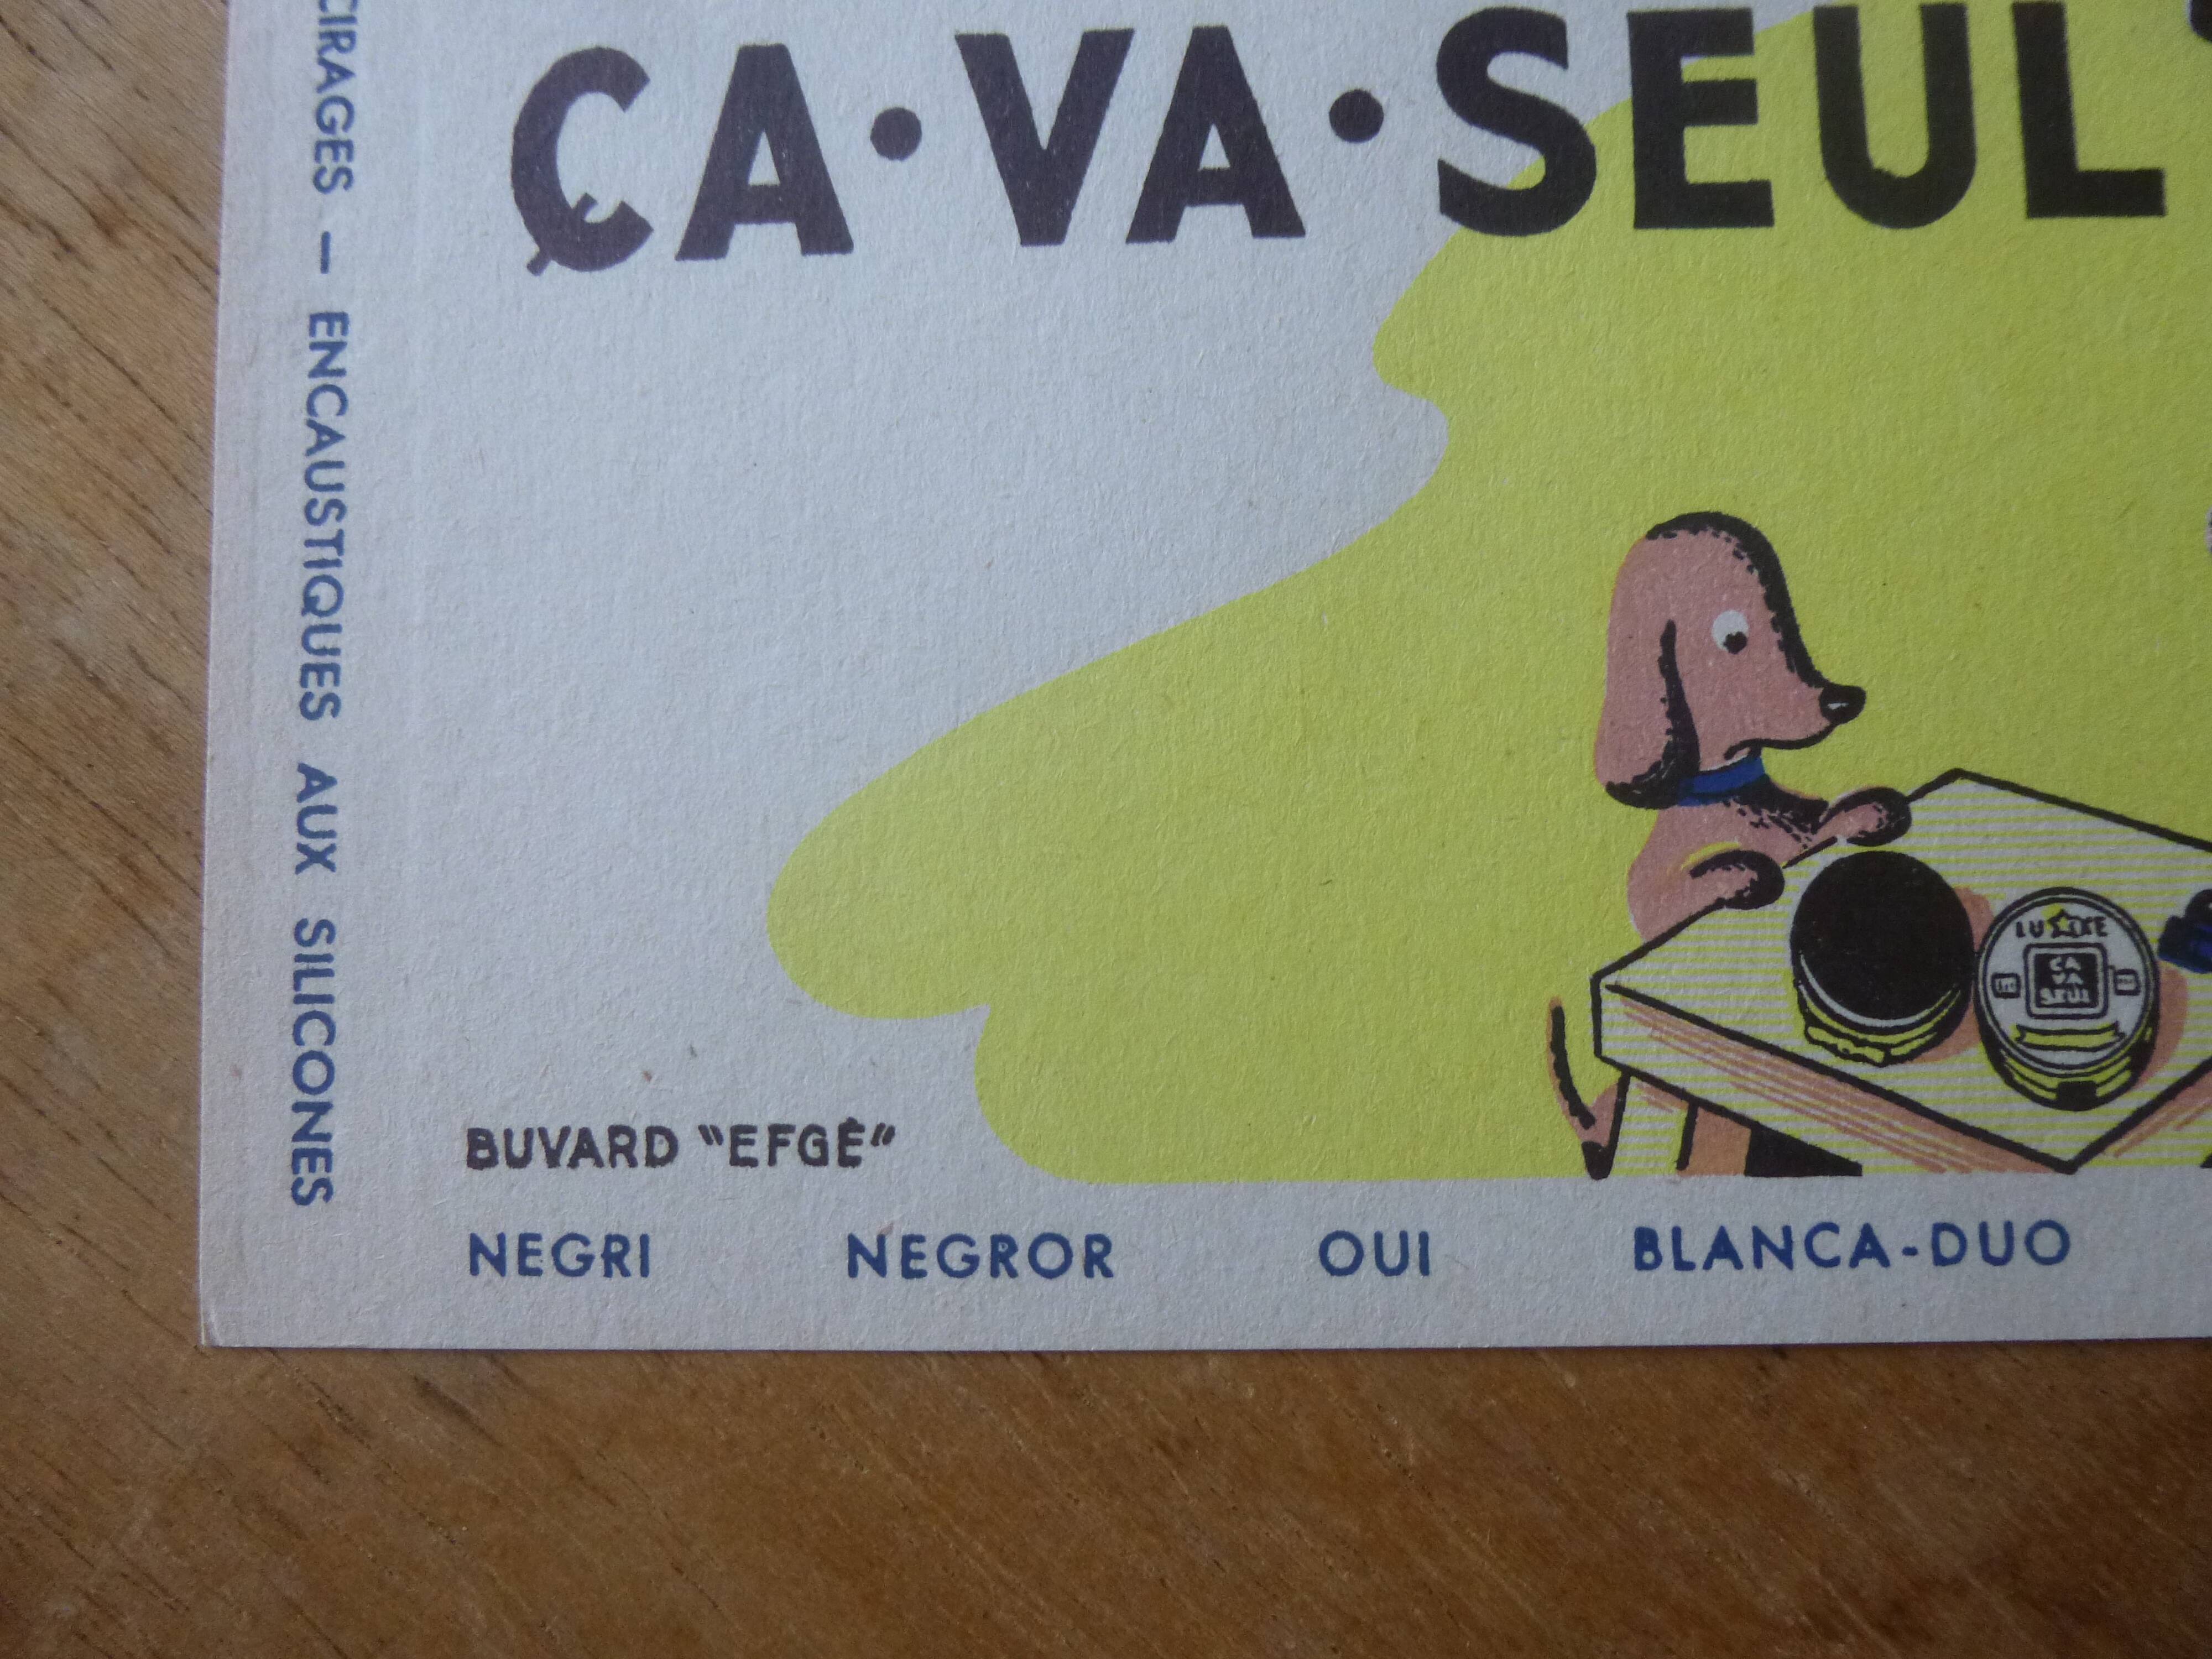 ÇA·VA·SEUL
CIRAGES — ENCAUSTIQUES AUX SILICONES
LUXE
ÇA
VA
SEUL
BUVARD "EFGÉ"
NEGRI NEGROR OUI BLANCA-DUO